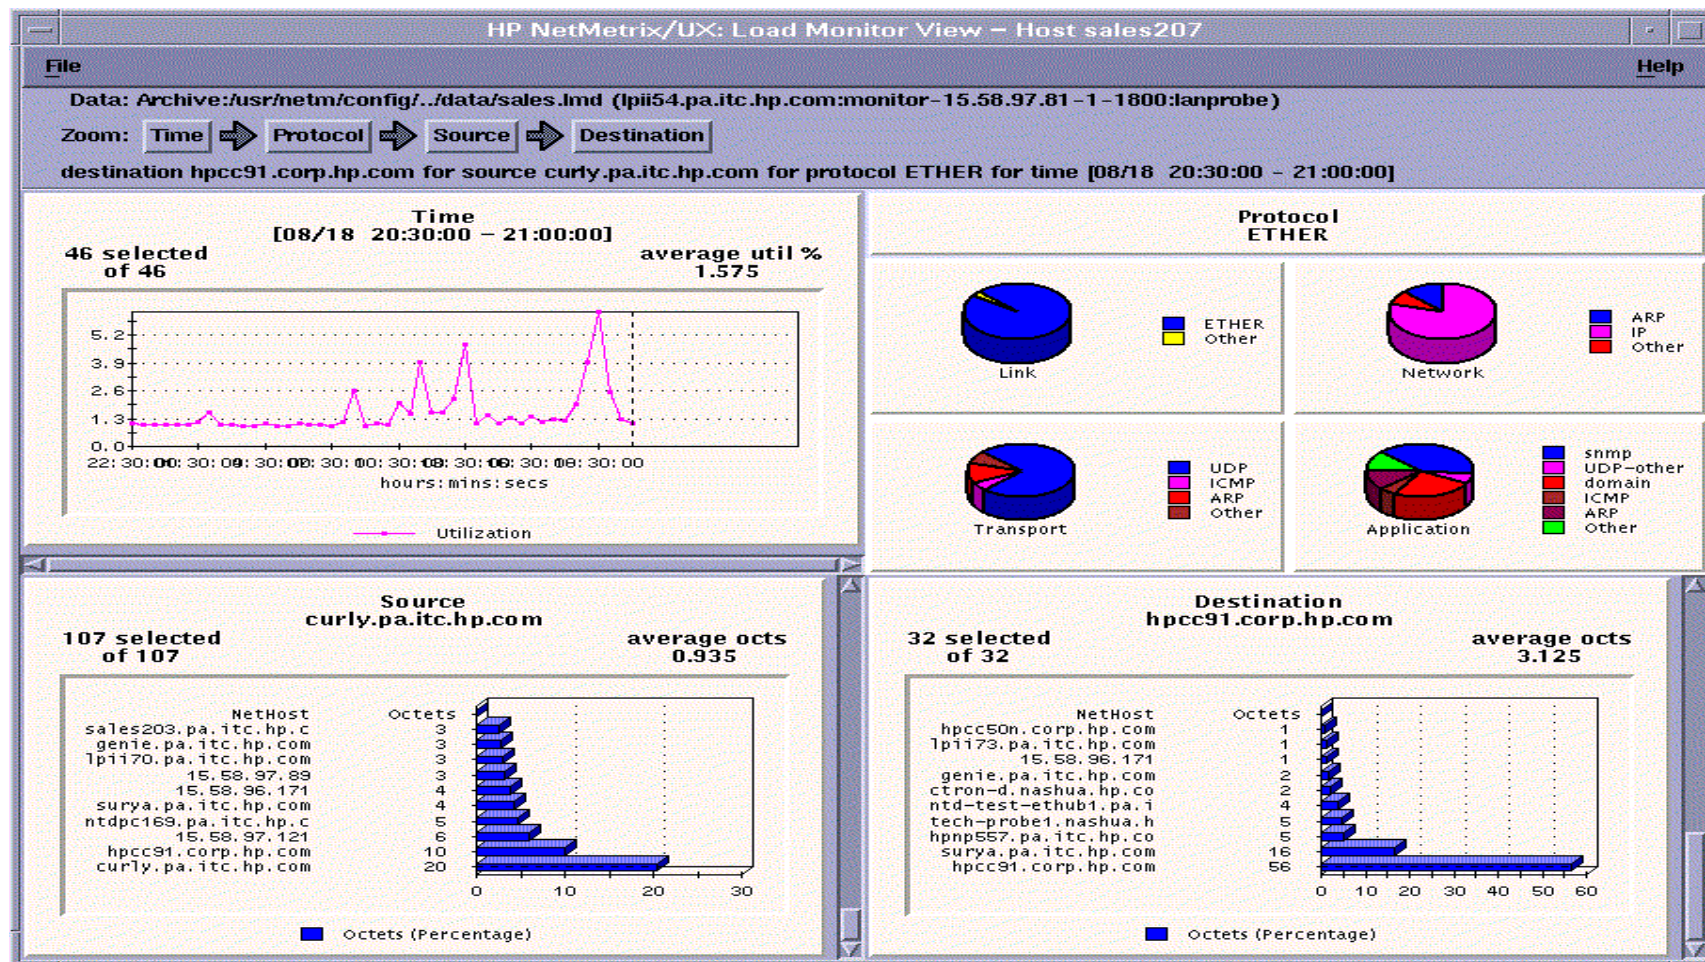 HP NetMetrix/UX: Load Monitor View – Host sales207
File
Help
Data: Archive:/usr/netm/config/../data/sales.lmd (lpii54.pa.itc.hp.com:monitor-15.58.97.81-1-1800:lanprobe)
Zoom: Time Protocol Source Destination
destination hpcc91.corp.hp.com for source curly.pa.itc.hp.com for protocol ETHER for time [08/18 20:30:00 – 21:00:00]
Time
[08/18 20:30:00 – 21:00:00]
46 selected
of 46
average util %
1.575
5.2
3.9
2.6
1.3
0.0
22:30:00
hours:mins:secs
Utilization
Protocol
ETHER
ETHER
Other
Link
ARP
IP
Other
Network
UDP
ICMP
ARP
Other
Transport
snmp
UDP-other
domain
ICMP
ARP
Other
Application
Source
curly.pa.itc.hp.com
107 selected
of 107
average octs
0.935
NetHost Octets
sales203.pa.itc.hp.c 3
genie.pa.itc.hp.com 3
lpii70.pa.itc.hp.com 3
15.58.97.89 3
15.58.96.171 4
surya.pa.itc.hp.com 4
ntdpc169.pa.itc.hp.c 5
15.58.97.121 6
hpcc91.corp.hp.com 10
curly.pa.itc.hp.com 20
0 10 20 30
Octets (Percentage)
Destination
hpcc91.corp.hp.com
32 selected
of 32
average octs
3.125
NetHost Octets
hpcc50n.corp.hp.com 1
lpii73.pa.itc.hp.com 1
15.58.96.171 1
genie.pa.itc.hp.com 2
ctron-d.nashua.hp.co 2
ntd-test-ethub1.pa.i 4
tech-probe1.nashua.h 5
hpnp557.pa.itc.hp.co 5
surya.pa.itc.hp.com 16
hpcc91.corp.hp.com 56
0 10 20 30 40 50 60
Octets (Percentage)